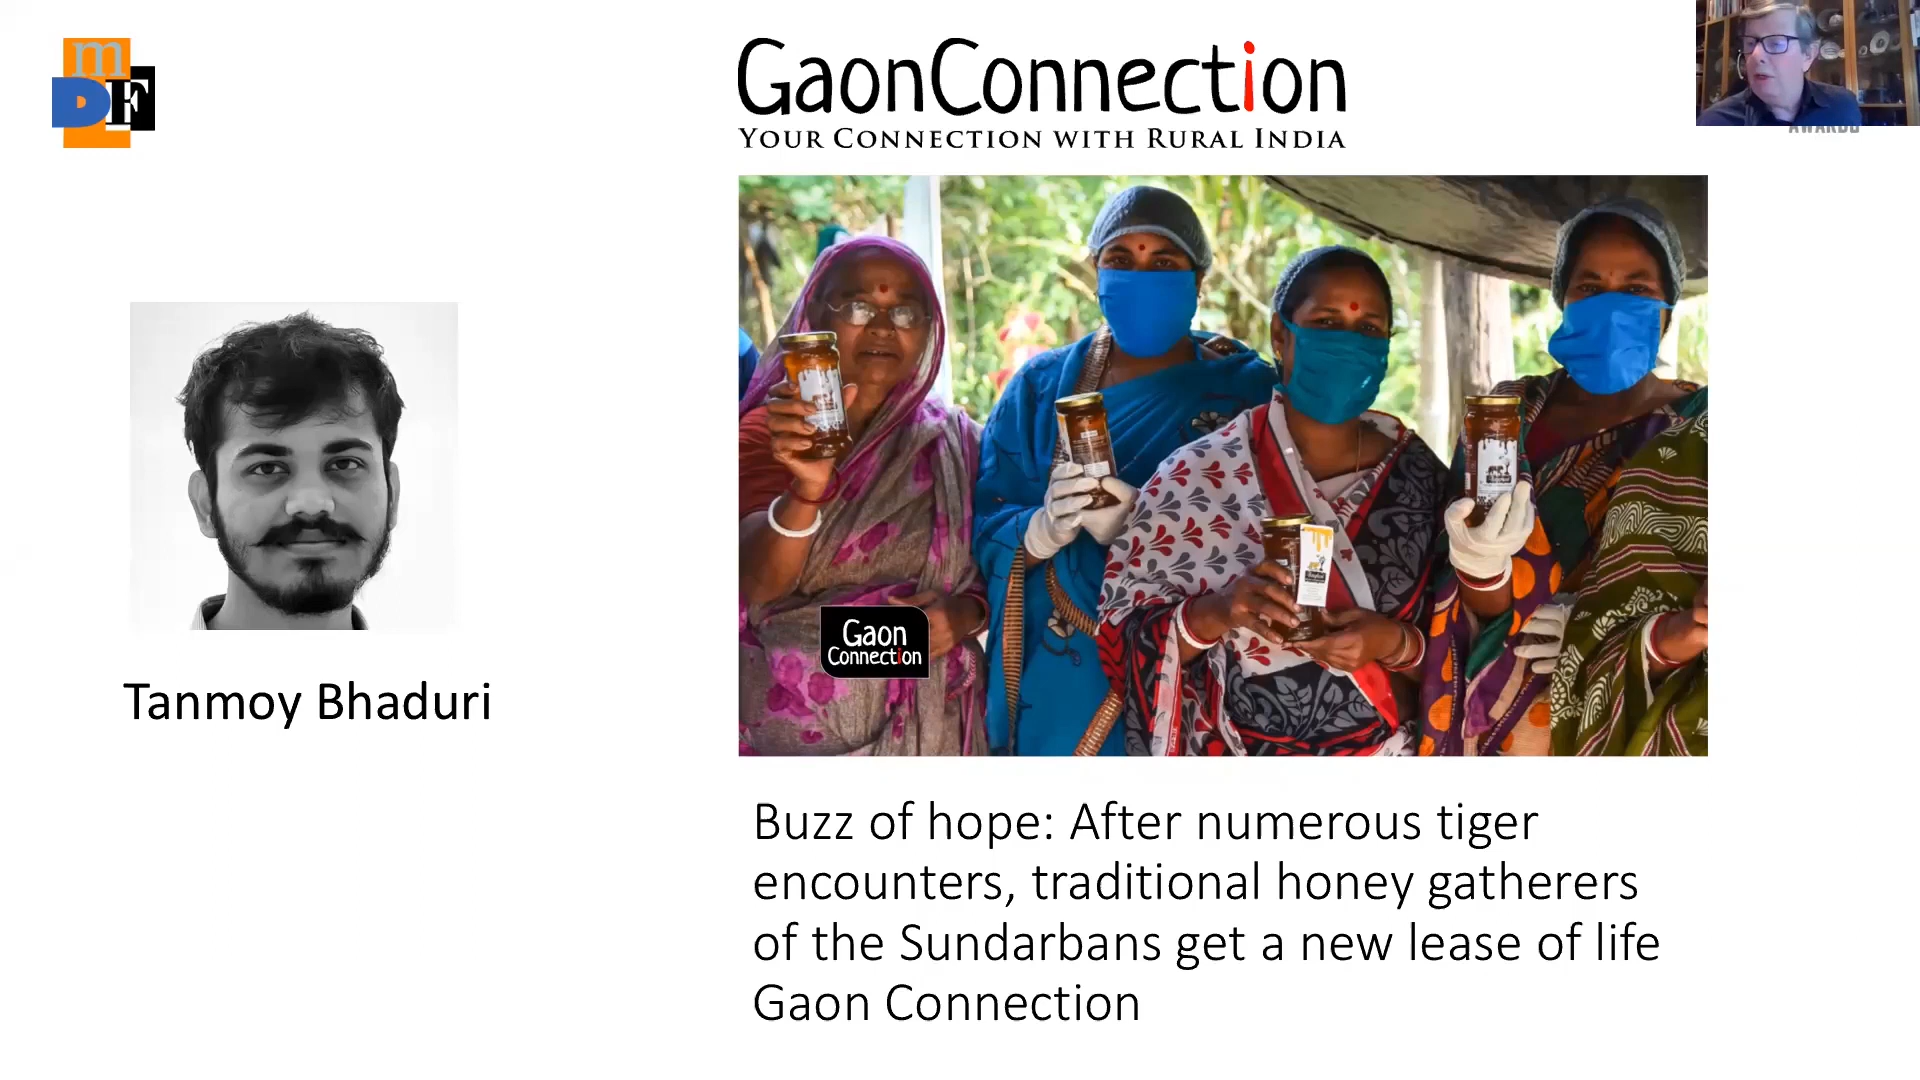 mDF
GaonConnection
YOUR CONNECTION WITH RURAL INDIA
AWARDS
Gaon
Connection
Tanmoy Bhaduri
Buzz of hope: After numerous tiger
encounters, traditional honey gatherers
of the Sundarbans get a new lease of life
Gaon Connection